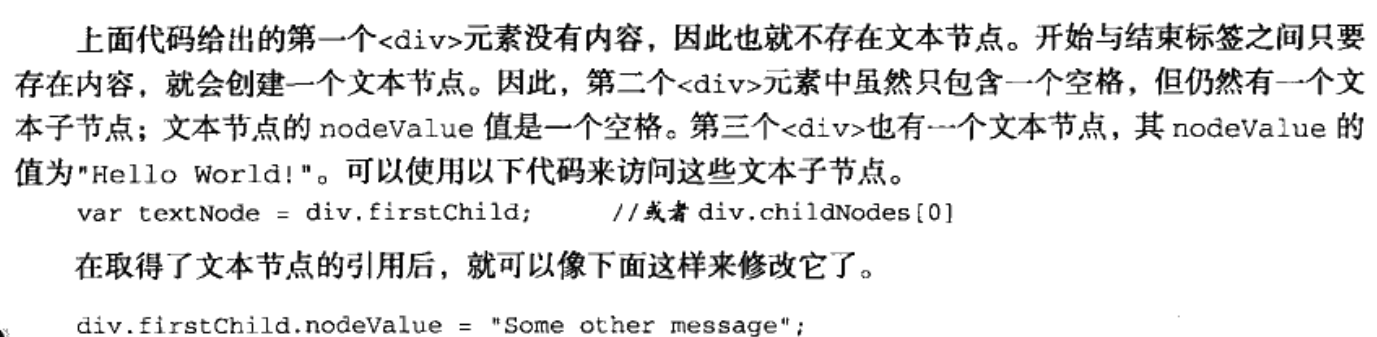 上面代码给出的第一个<div>元素没有内容，因此也就不存在文本节点。开始与结束标签之间只要
存在内容，就会创建一个文本节点。因此，第二个<div>元素中虽然只包含一个空格，但仍然有一个文
本子节点；文本节点的 nodeValue 值是一个空格。第三个<div>也有一个文本节点，其 nodeValue 的
值为"Hello World!"。可以使用以下代码来访问这些文本子节点。
var textNode = div.firstChild; //或者 div.childNodes[0]
在取得了文本节点的引用后，就可以像下面这样来修改它了。
div.firstChild.nodeValue = "Some other message";